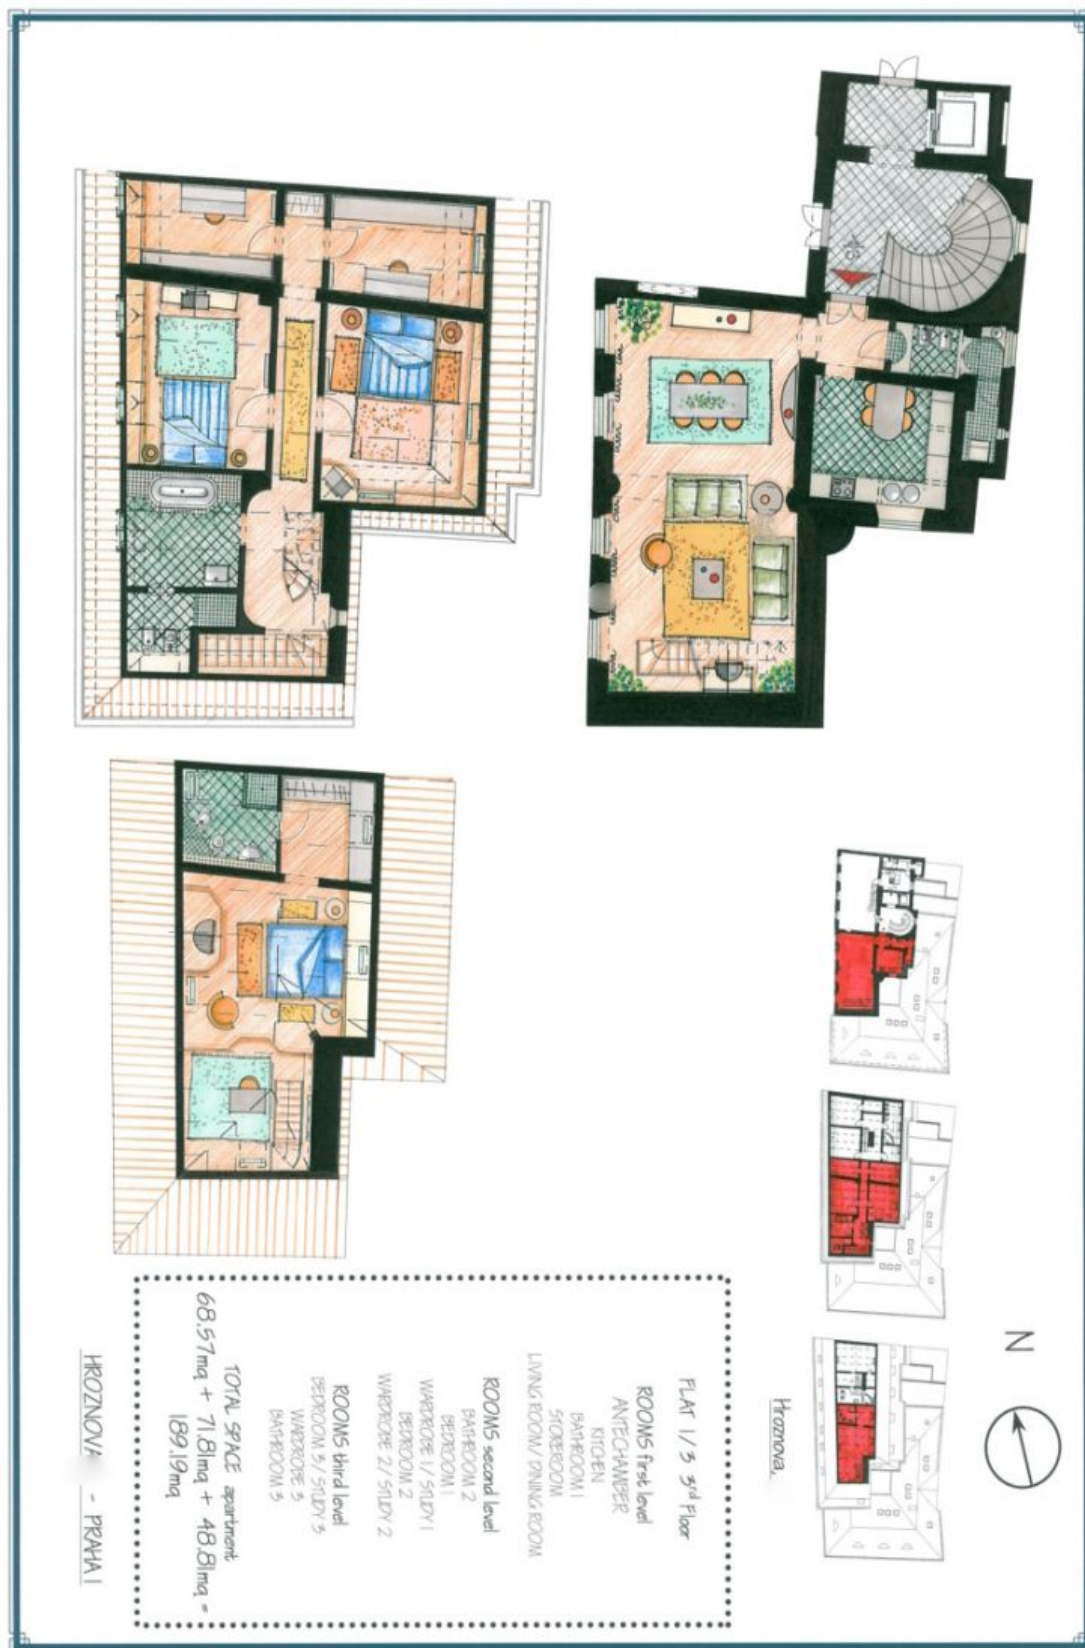 N
Hroznova,
FLAT 1/3 3rd Floor
ROOMS first level
ANTECHAMBER
KITCHEN
BATHROOM 1
STOREROOM
LIVING ROOM / DINING ROOM
ROOMS second level
BATHROOM 2
BEDROOM 1
WARDROBE 1 / STUDY 1
BEDROOM 2
WARDROBE 2 / STUDY 2
ROOMS third level
BEDROOM 3 / STUDY 3
WARDROBE 3
BATHROOM 3
TOTAL SPACE apartment
68.57mq + 71.81mq + 48.81mq =
189.19mq
HROZNOVA - PRAHA 1